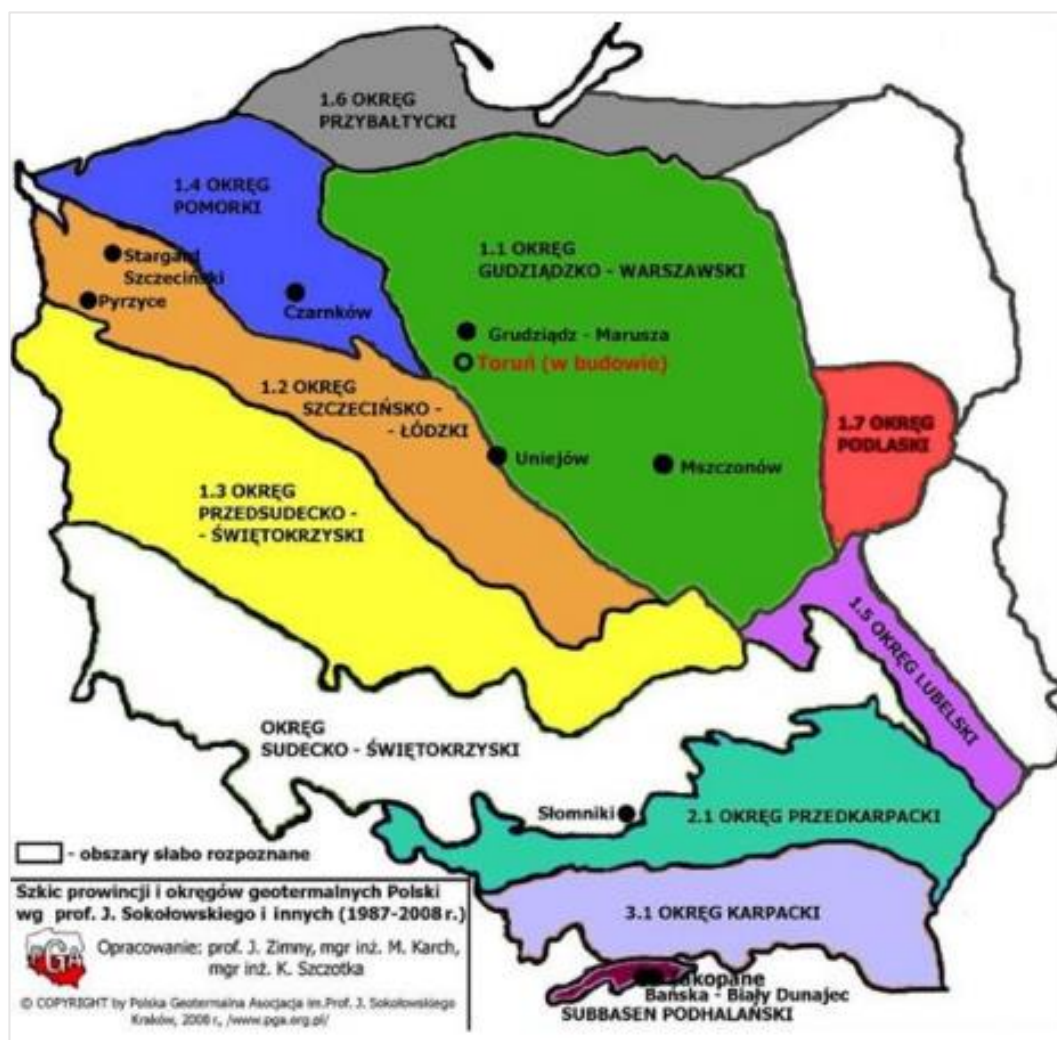 1.6 OKRĘG
PRZYBAŁTYCKI
1.4 OKRĘG
POMORKI
1.1 OKRĘG
GUDZIĄDZKO - WARSZAWSKI
Stargard
Szczeciński
Pyrzyce
Czarnków
Grudziądz - Marusza
Toruń (w budowie)
1.2 OKRĘG
SZCZECIŃSKO -
- ŁÓDZKI
1.7 OKRĘG
PODLASKI
Uniejów
Mszczonów
1.3 OKRĘG
PRZEDSUDECKO -
- ŚWIĘTOKRZYSKI
1.5 OKRĘG LUBELSKI
OKRĘG
SUDECKO - ŚWIĘTOKRZYSKI
Słomniki
2.1 OKRĘG PRZEDKARPACKI
- obszary słabo rozpoznane
3.1 OKRĘG KARPACKI
Szkic prowincji i okręgów geotermalnych Polski
wg prof. J. Sokołowskiego i innych (1987-2008 r.)
PGA
Opracowanie: prof. J. Zimny, mgr inż. M. Karch,
mgr inż. K. Szczotka
© COPYRIGHT by Polska Geotermalna Asocjacja im.Prof. J. Sokołowskiego
Kraków, 2008 r, /www.pga.org.pl/
Zakopane
Bańska - Biały Dunajec
SUBBASEN PODHALAŃSKI